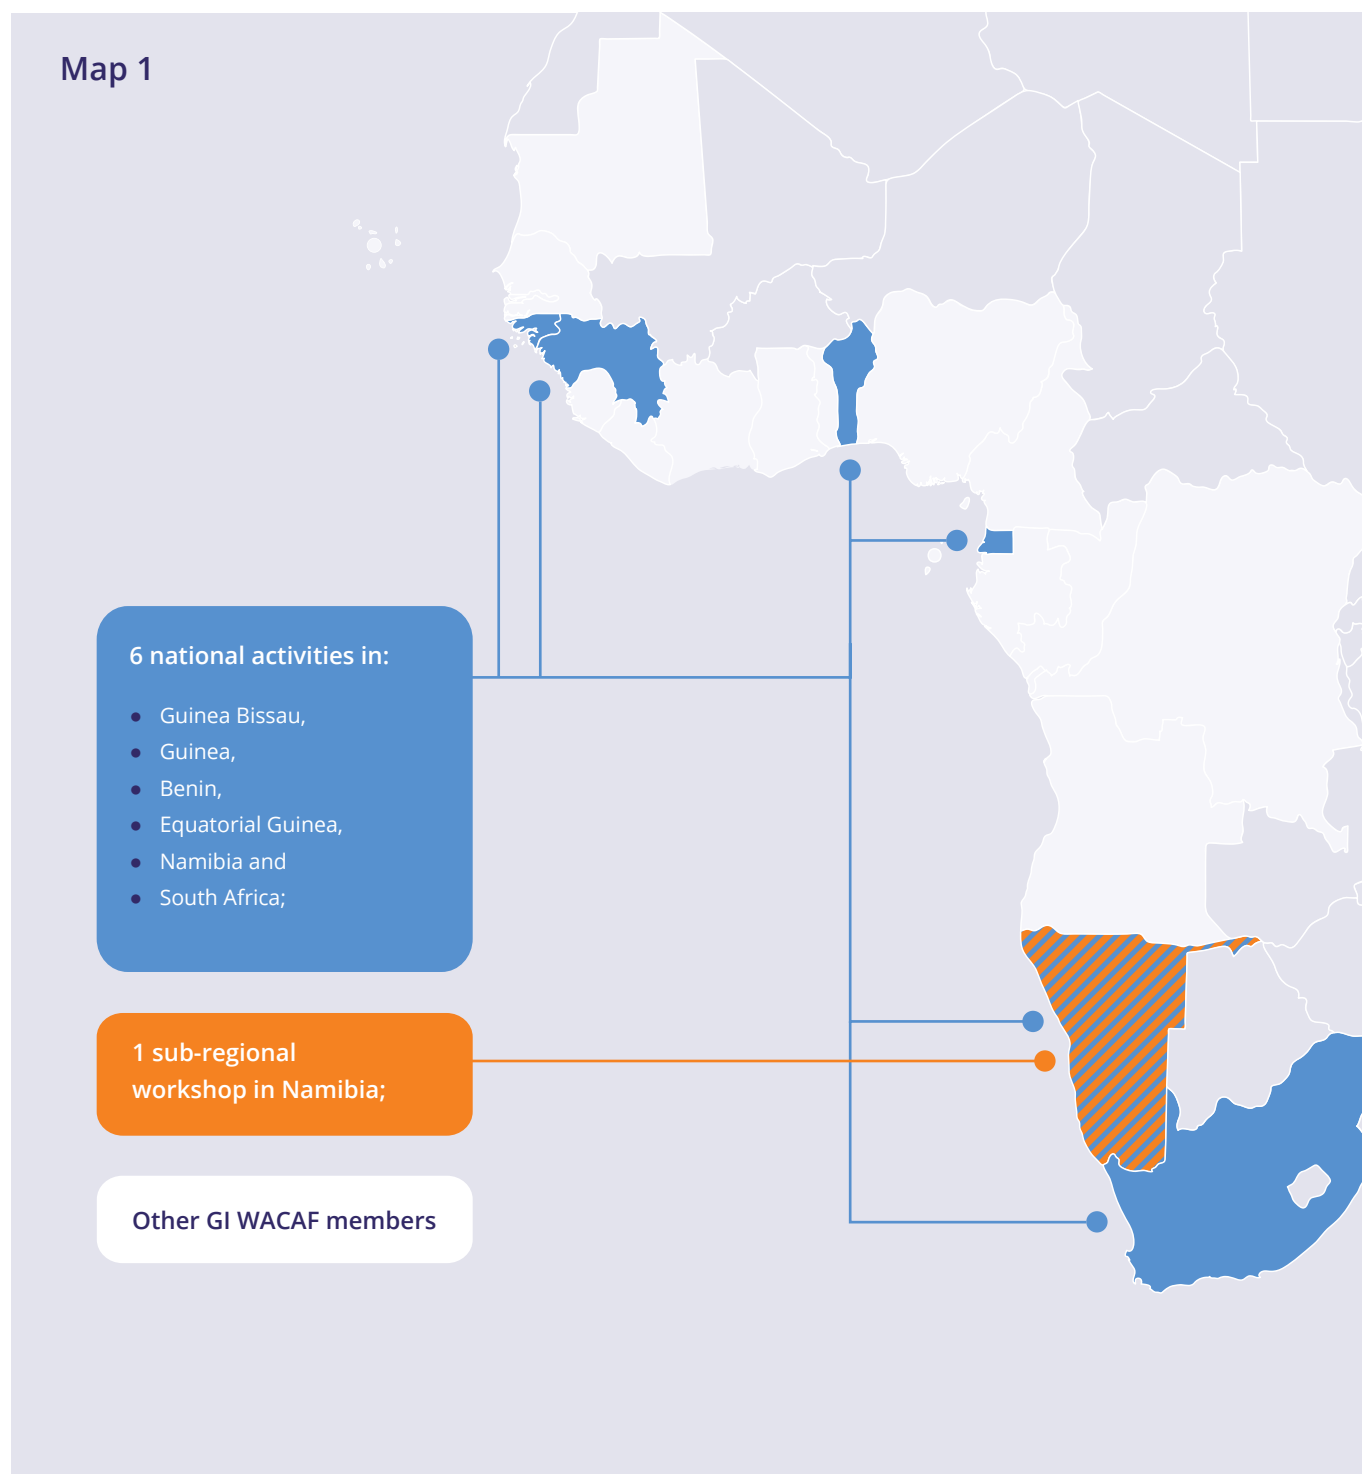 Map 1
6 national activities in:
● Guinea Bissau,
● Guinea,
● Benin,
● Equatorial Guinea,
● Namibia and
● South Africa;
1 sub-regional
workshop in Namibia;
Other GI WACAF members